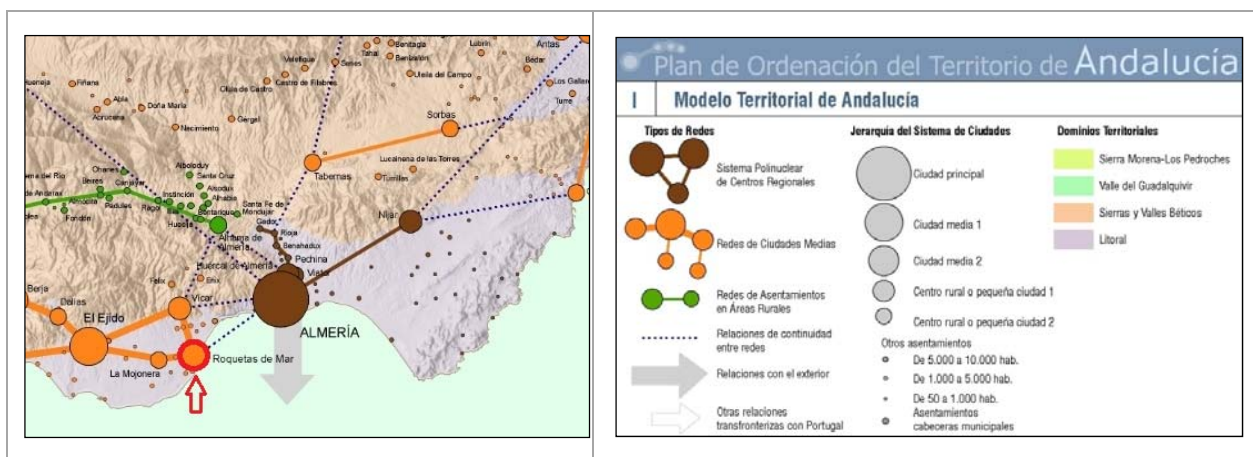 Benitagla
Lubrín
Antas
Tahal
Benizalón
Bédar
Velefique
Senés
Uleila del Campo
Castro de Filabres
Olula de Castro
Los Gallardos
Turre
Fiñana
Abla
Doña María
Abrucena
Gérgal
Nacimiento
Sorbas
Lucainena de las Torres
Turrillas
Tabernas
Alboloduy
Ohanes
Santa Cruz
Beires
Canjáyar
Alsodux
Alhabia
Instinción
Almócita
Padules
Rágol
Illar
Bentarique
Santa Fe de
Mondújar
Fondón
Huécija
Gádor
Rioja
Níjar
Alhama de
Almería
Benahadux
Pechina
Huércal de Almería
Viator
Felix
Enix
Berja
Dalías
Vícar
El Ejido
ALMERÍA
Roquetas de Mar
La Mojonera
Plan de Ordenación del Territorio de Andalucía
I Modelo Territorial de Andalucía
Tipos de Redes
Sistema Polinuclear
de Centros Regionales
Redes de Ciudades Medias
Redes de Asentamientos
en Áreas Rurales
Relaciones de continuidad
entre redes
Relaciones con el exterior
Otras relaciones
transfronterizas con Portugal
Jerarquía del Sistema de Ciudades
Ciudad principal
Ciudad media 1
Ciudad media 2
Centro rural o pequeña ciudad 1
Centro rural o pequeña ciudad 2
Otros asentamientos
De 5.000 a 10.000 hab.
De 1.000 a 5.000 hab.
De 50 a 1.000 hab.
Asentamientos
cabeceras municipales
Dominios Territoriales
Sierra Morena-Los Pedroches
Valle del Guadalquivir
Sierras y Valles Béticos
Litoral